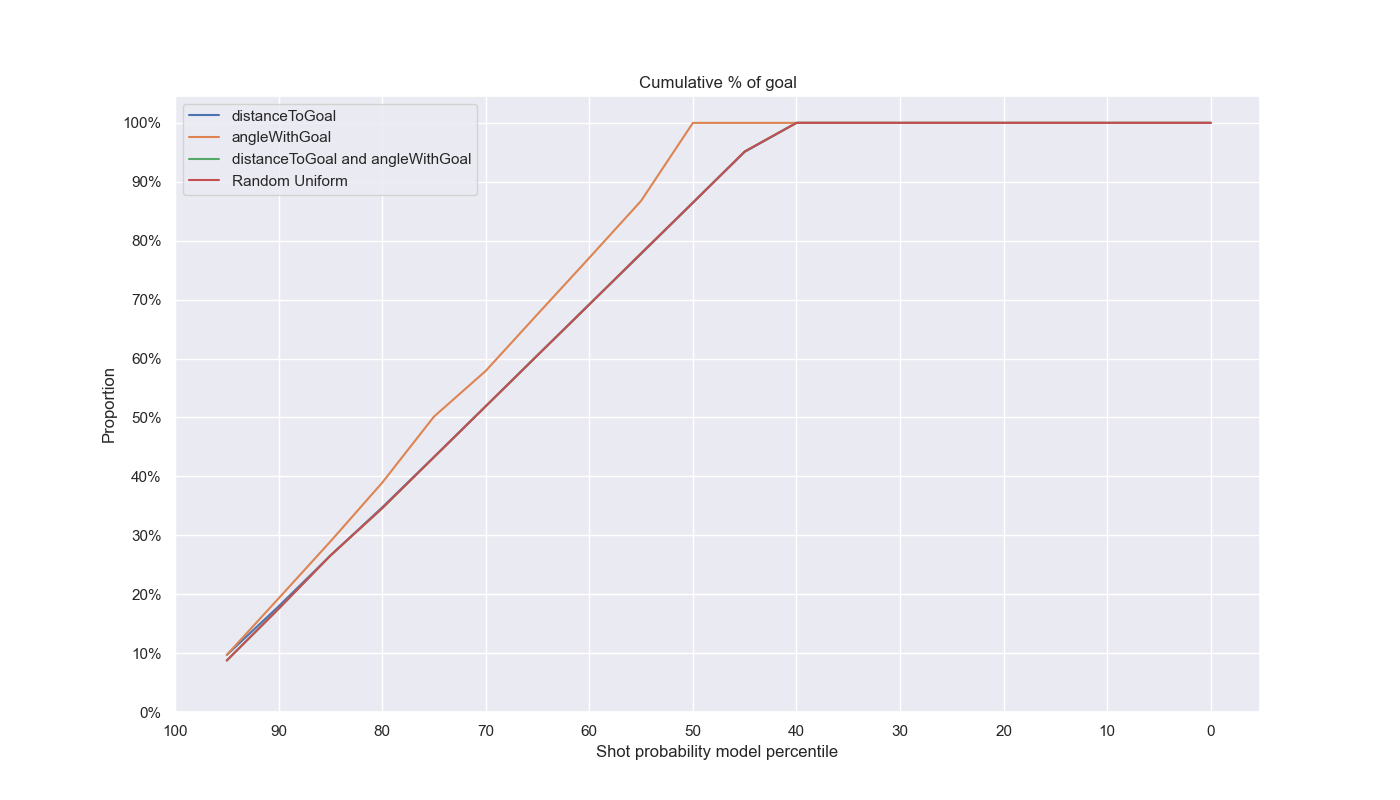 Cumulative % of goal
distanceToGoal
angleWithGoal
distanceToGoal and angleWithGoal
Random Uniform
100%
90%
80%
70%
60%
50%
40%
30%
20%
10%
0%
Proportion
100 90 80 70 60 50 40 30 20 10 0
Shot probability model percentile